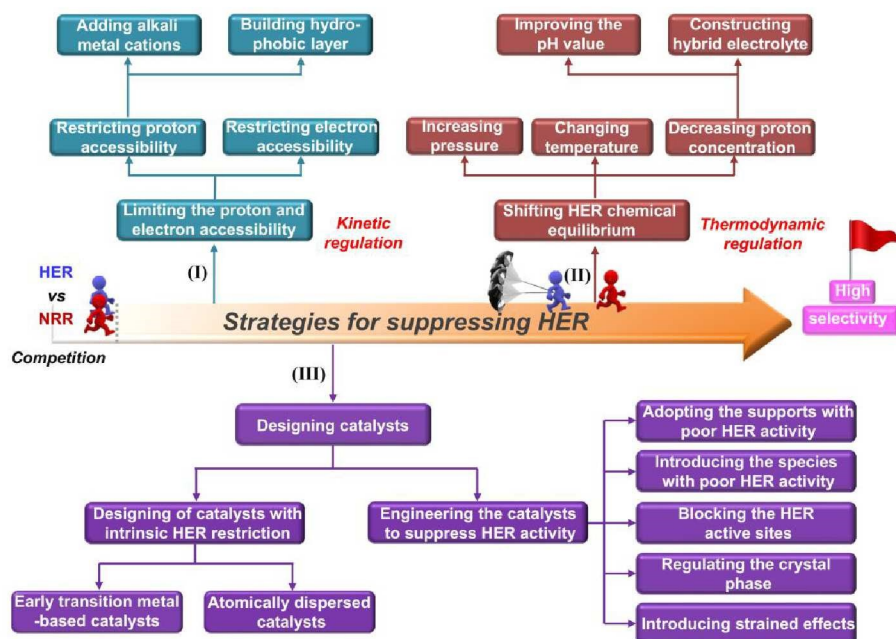 Adding alkali
metal cations
Building hydro-
phobic layer
Improving the
pH value
Constructing
hybrid electrolyte
Restricting proton
accessibility
Restricting electron
accessibility
Increasing
pressure
Changing
temperature
Decreasing proton
concentration
Limiting the proton and
electron accessibility
Kinetic
regulation
Shifting HER chemical
equilibrium
Thermodynamic
regulation
(I)
(II)
HER
vs
NRR
Competition
Strategies for suppressing HER
High
selectivity
(III)
Designing catalysts
Designing of catalysts with
intrinsic HER restriction
Engineering the catalysts
to suppress HER activity
Early transition metal
-based catalysts
Atomically dispersed
catalysts
Adopting the supports with
poor HER activity
Introducing the species
with poor HER activity
Blocking the HER
active sites
Regulating the crystal
phase
Introducing strained effects